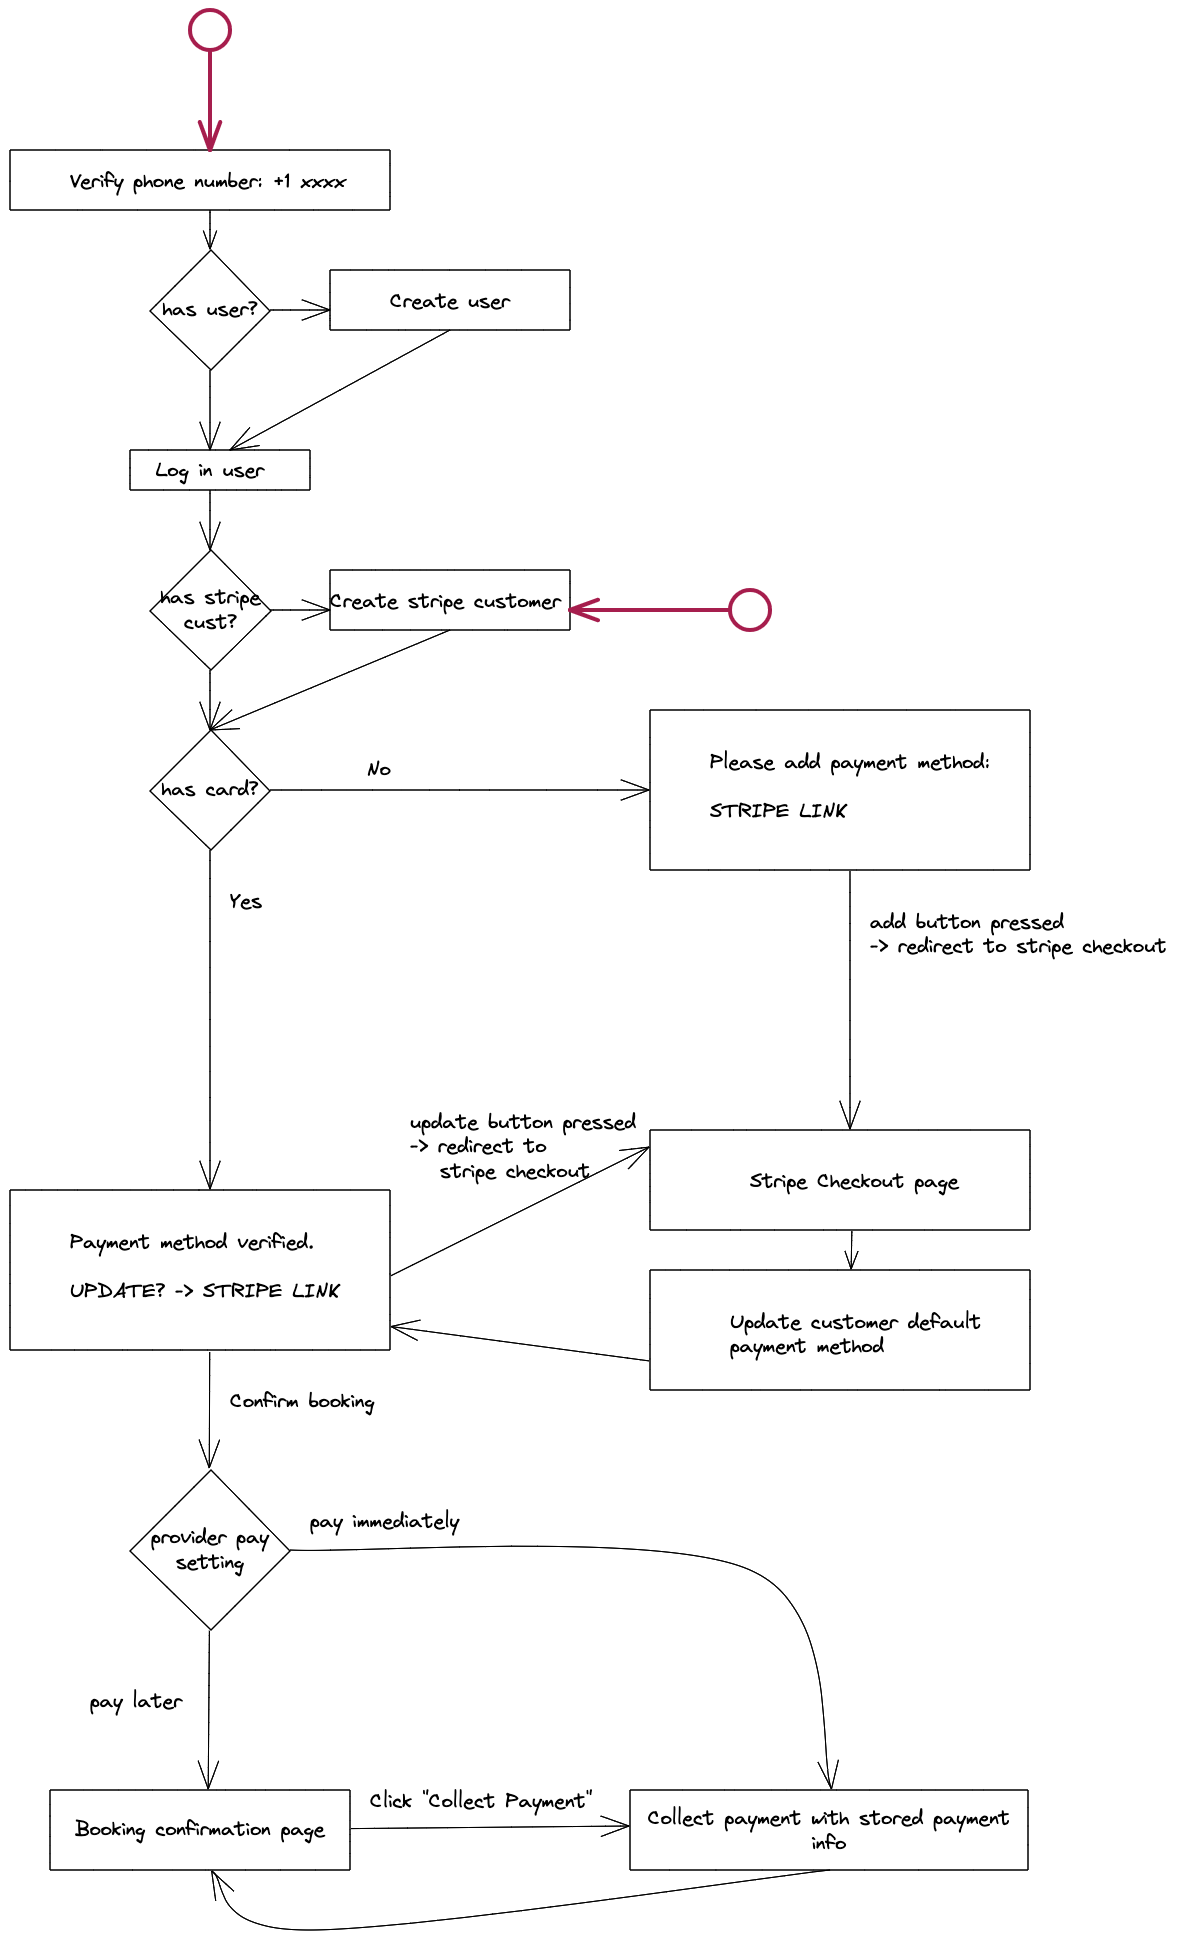 Verify phone number: +1 xxxx
has user?
Create user
Log in user
has stripe
cust?
Create stripe customer
has card?
No
Please add payment method:
STRIPE LINK
Yes
add button pressed
-> redirect to stripe checkout
update button pressed
-> redirect to
stripe checkout
Stripe Checkout page
Payment method verified.
UPDATE? -> STRIPE LINK
Update customer default
payment method
Confirm booking
provider pay
setting
pay immediately
pay later
Booking confirmation page
Click "Collect Payment"
Collect payment with stored payment
info